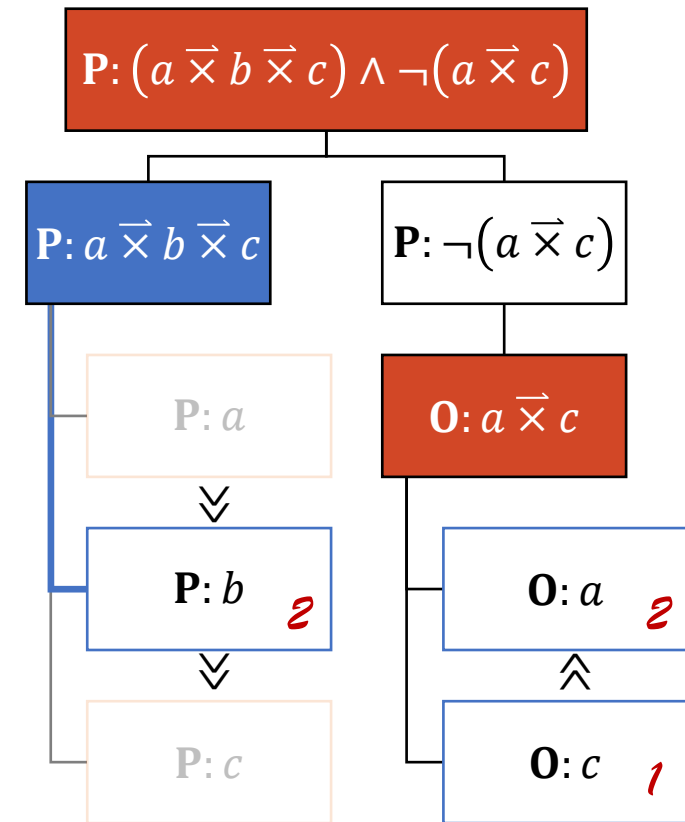 P: (a ×⃗ b ×⃗ c) ∧ ¬(a ×⃗ c)
P: a ×⃗ b ×⃗ c
P: ¬(a ×⃗ c)
P: a
O: a ×⃗ c
≫
P: b 2
O: a 2
≫
≪
P: c
O: c 1